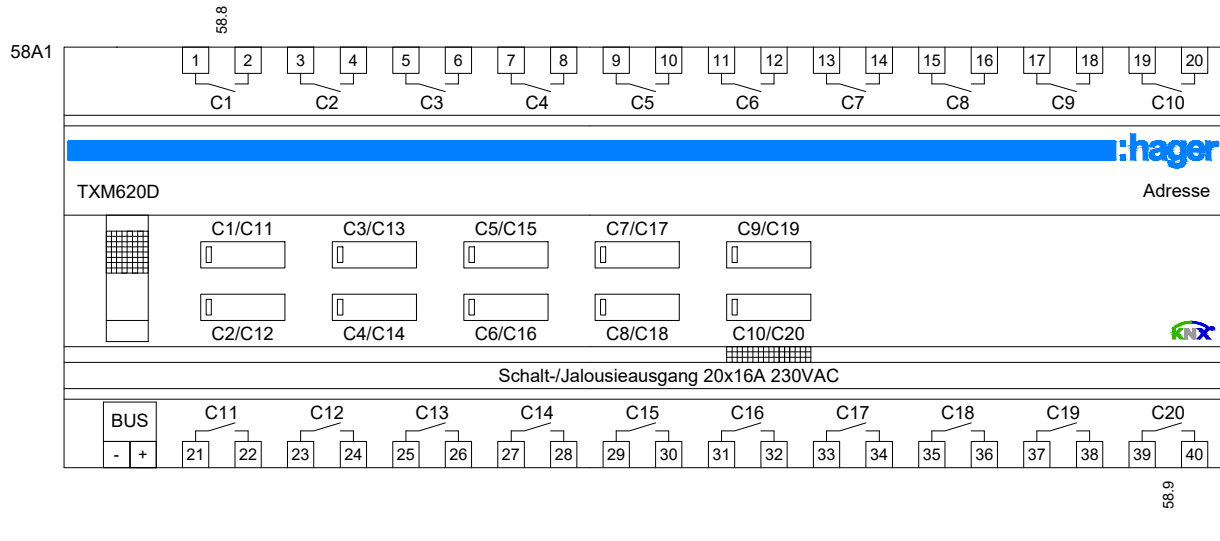 58.8
58A1
1 2 3 4 5 6 7 8 9 10 11 12 13 14 15 16 17 18 19 20
C1 C2 C3 C4 C5 C6 C7 C8 C9 C10
:hager
TXM620D Adresse
C1/C11 C3/C13 C5/C15 C7/C17 C9/C19
C2/C12 C4/C14 C6/C16 C8/C18 C10/C20
KNX
Schalt-/Jalousieausgang 20x16A 230VAC
BUS C11 C12 C13 C14 C15 C16 C17 C18 C19 C20
- + 21 22 23 24 25 26 27 28 29 30 31 32 33 34 35 36 37 38 39 40
58.9